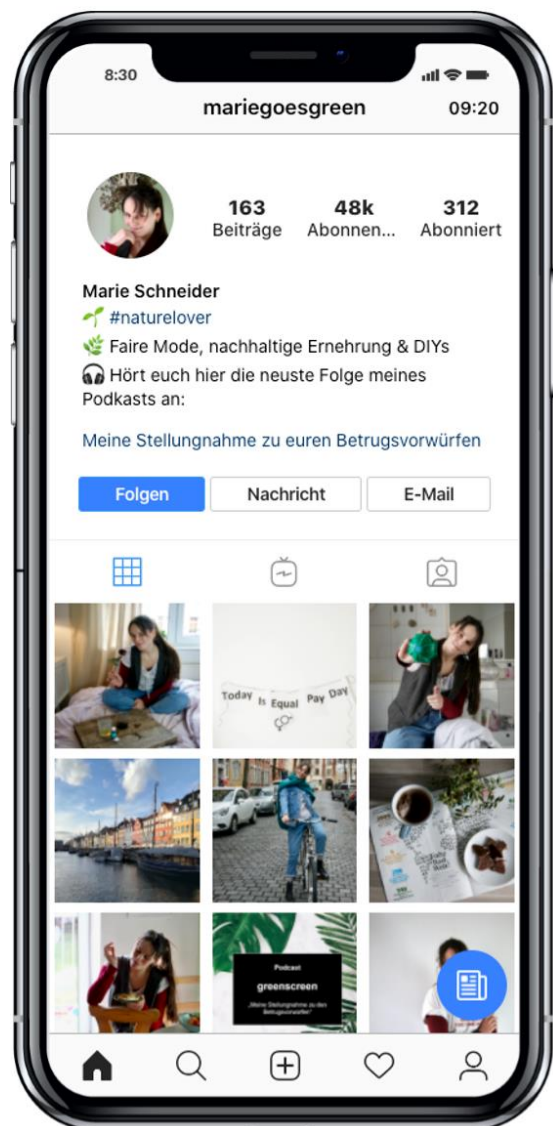 8:30
mariegoesgreen 09:20
163 48k 312
Beiträge Abonnen... Abonniert
Marie Schneider
🌱 #naturelover
🌿 Faire Mode, nachhaltige Ernehrung & DIYs
🎧 Hört euch hier die neuste Folge meines
Podkasts an:
Meine Stellungnahme zu euren Betrugsvorwürfen
Folgen Nachricht E-Mail
Today Is Equal Pay Day
Podcast
greenscreen
„Meine Stellungnahme zu den
Betrugsvorwürfen"